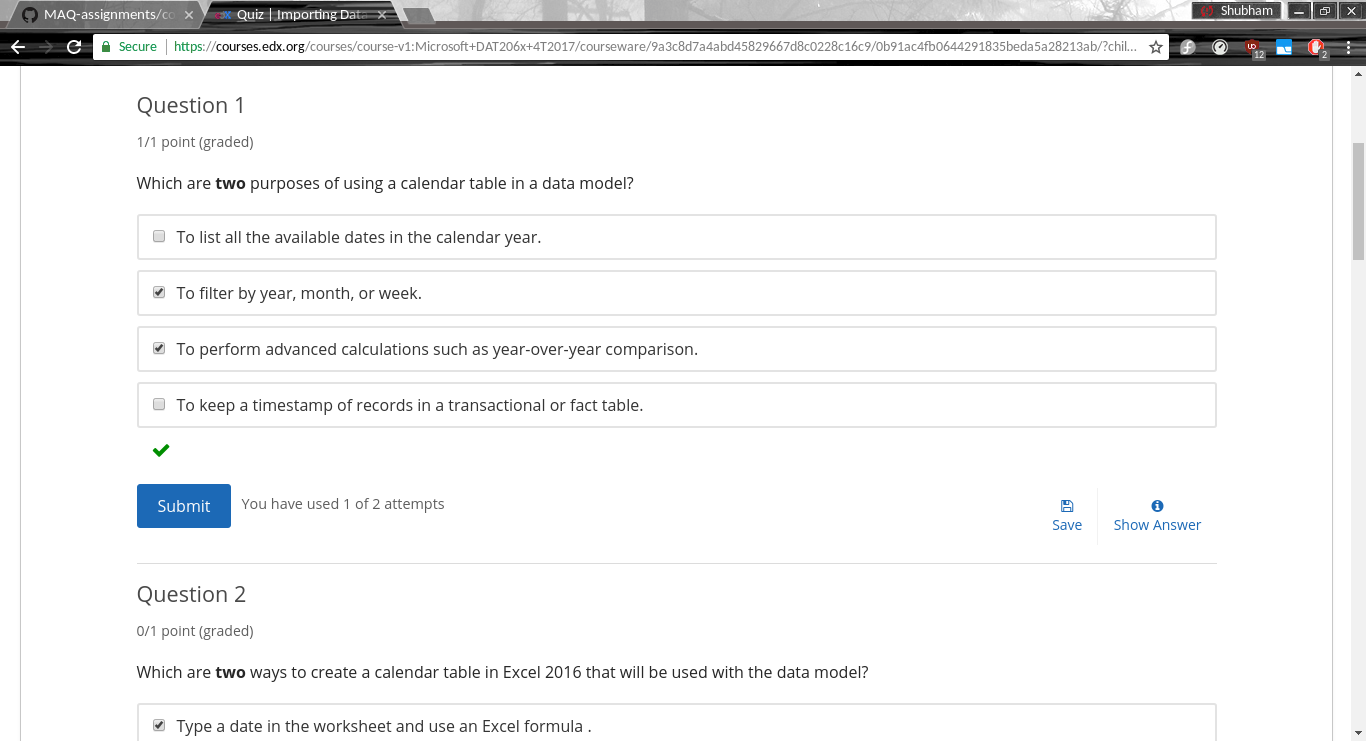 MAQ-assignments/co
Quiz | Importing Data
Shubham
Secure
https://courses.edx.org/courses/course-v1:Microsoft+DAT206x+4T2017/courseware/9a3c8d7a4abd45829667d8c0228c16c9/0b91ac4fb0644291835beda5a28213ab/?chil...
12
2
Question 1
1/1 point (graded)
Which are two purposes of using a calendar table in a data model?
To list all the available dates in the calendar year.
To filter by year, month, or week.
To perform advanced calculations such as year-over-year comparison.
To keep a timestamp of records in a transactional or fact table.
Submit
You have used 1 of 2 attempts
Save
Show Answer
Question 2
0/1 point (graded)
Which are two ways to create a calendar table in Excel 2016 that will be used with the data model?
Type a date in the worksheet and use an Excel formula .